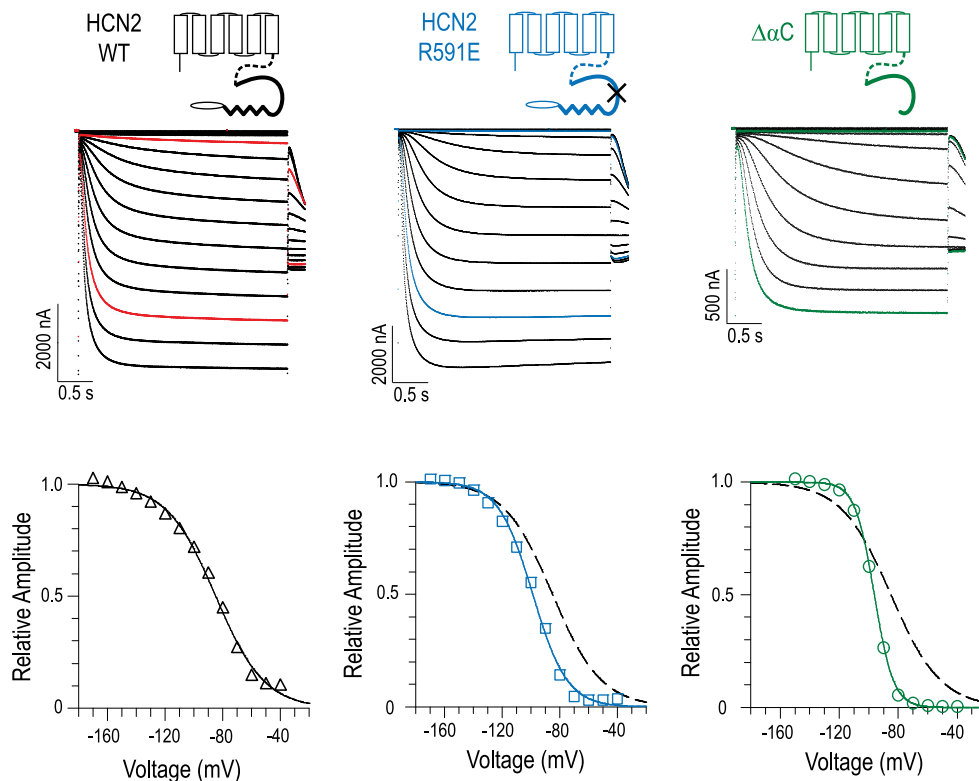 HCN2
WT
HCN2
R591E
ΔαC
2000 nA
0.5 s
2000 nA
0.5 s
500 nA
0.5 s
1.0
0.5
0
-160
-120
-80
-40
Relative Amplitude
Voltage (mV)
1.0
0.5
0
-160
-120
-80
-40
Relative Amplitude
Voltage (mV)
1.0
0.5
0
-160
-120
-80
-40
Relative Amplitude
Voltage (mV)